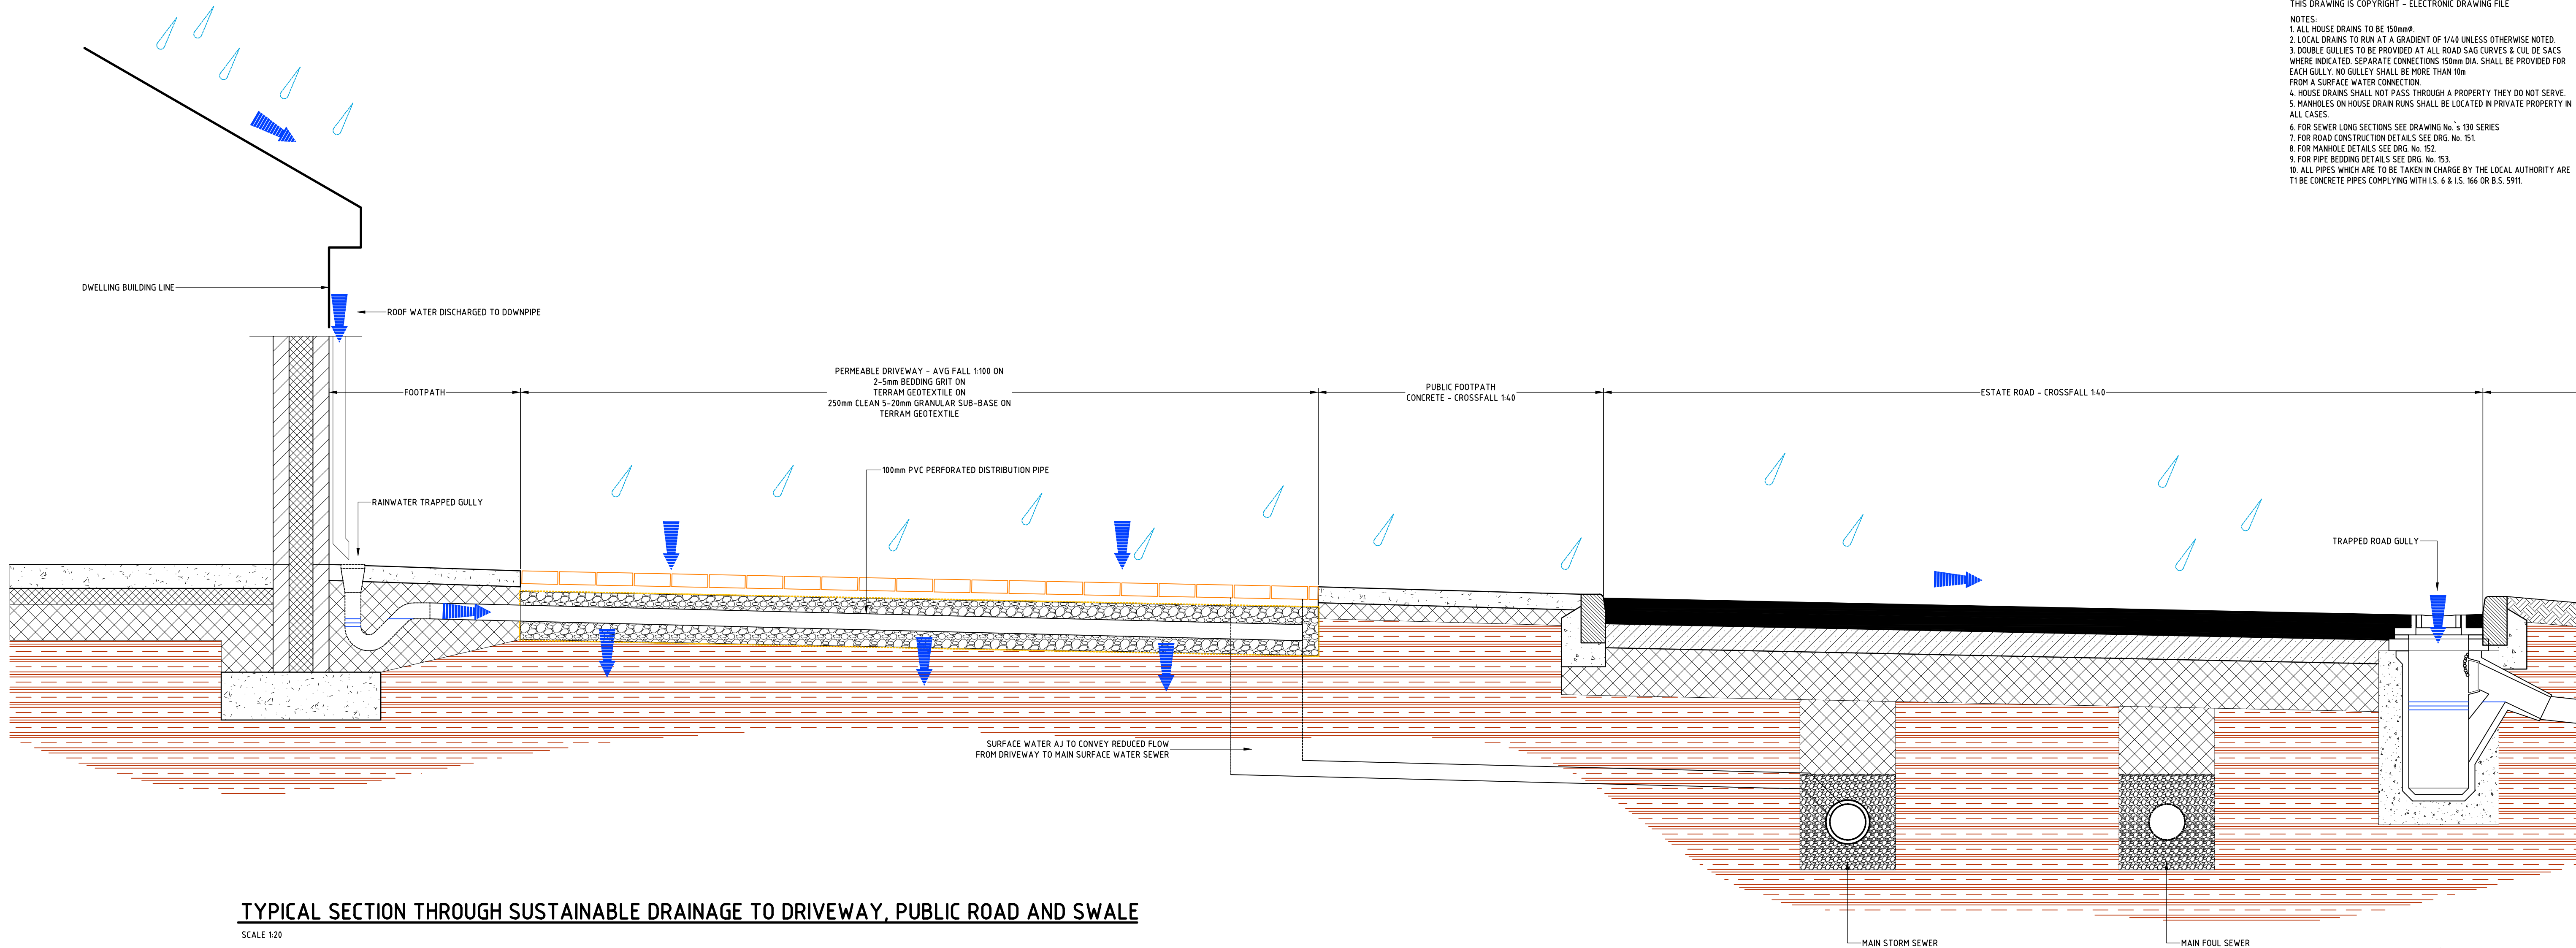 THIS DRAWING IS COPYRIGHT - ELECTRONIC DRAWING FILE
NOTES:
1. ALL HOUSE DRAINS TO BE 150mmØ.
2. LOCAL DRAINS TO RUN AT A GRADIENT OF 1/40 UNLESS OTHERWISE NOTED.
3. DOUBLE GULLIES TO BE PROVIDED AT ALL ROAD SAG CURVES & CUL DE SACS
WHERE INDICATED. SEPARATE CONNECTIONS 150mm DIA. SHALL BE PROVIDED FOR
EACH GULLY. NO GULLEY SHALL BE MORE THAN 10m
FROM A SURFACE WATER CONNECTION.
4. HOUSE DRAINS SHALL NOT PASS THROUGH A PROPERTY THEY DO NOT SERVE.
5. MANHOLES ON HOUSE DRAIN RUNS SHALL BE LOCATED IN PRIVATE PROPERTY IN
ALL CASES.
6. FOR SEWER LONG SECTIONS SEE DRAWING No.`s 130 SERIES
7. FOR ROAD CONSTRUCTION DETAILS SEE DRG. No. 151.
8. FOR MANHOLE DETAILS SEE DRG. No. 152.
9. FOR PIPE BEDDING DETAILS SEE DRG. No. 153.
10. ALL PIPES WHICH ARE TO BE TAKEN IN CHARGE BY THE LOCAL AUTHORITY ARE
T1 BE CONCRETE PIPES COMPLYING WITH I.S. 6 & I.S. 166 OR B.S. 5911.
DWELLING BUILDING LINE
ROOF WATER DISCHARGED TO DOWNPIPE
FOOTPATH
PERMEABLE DRIVEWAY - AVG FALL 1:100 ON
2-5mm BEDDING GRIT ON
TERRAM GEOTEXTILE ON
250mm CLEAN 5-20mm GRANULAR SUB-BASE ON
TERRAM GEOTEXTILE
PUBLIC FOOTPATH
CONCRETE - CROSSFALL 1:40
ESTATE ROAD - CROSSFALL 1:40
100mm PVC PERFORATED DISTRIBUTION PIPE
RAINWATER TRAPPED GULLY
TRAPPED ROAD GULLY
SURFACE WATER AJ TO CONVEY REDUCED FLOW
FROM DRIVEWAY TO MAIN SURFACE WATER SEWER
TYPICAL SECTION THROUGH SUSTAINABLE DRAINAGE TO DRIVEWAY, PUBLIC ROAD AND SWALE
SCALE 1:20
MAIN STORM SEWER
MAIN FOUL SEWER